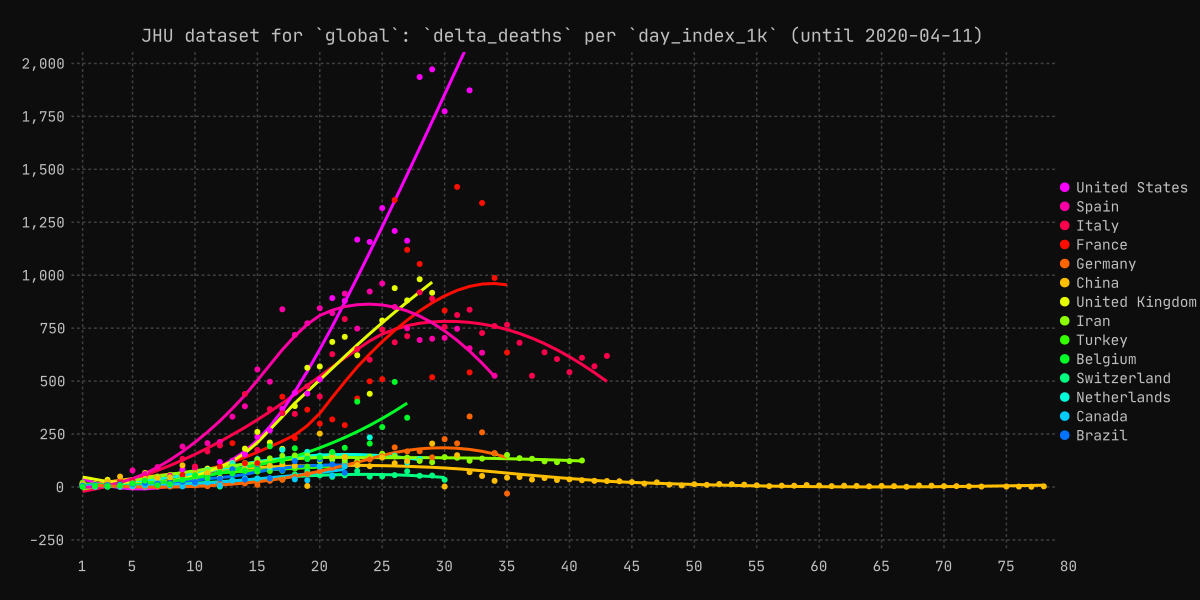 JHU dataset for `global`: `delta_deaths` per `day_index_1k` (until 2020-04-11)
2,000
1,750
1,500
1,250
1,000
750
500
250
0
-250
1 5 10 15 20 25 30 35 40 45 50 55 60 65 70 75 80
United States
Spain
Italy
France
Germany
China
United Kingdom
Iran
Turkey
Belgium
Switzerland
Netherlands
Canada
Brazil